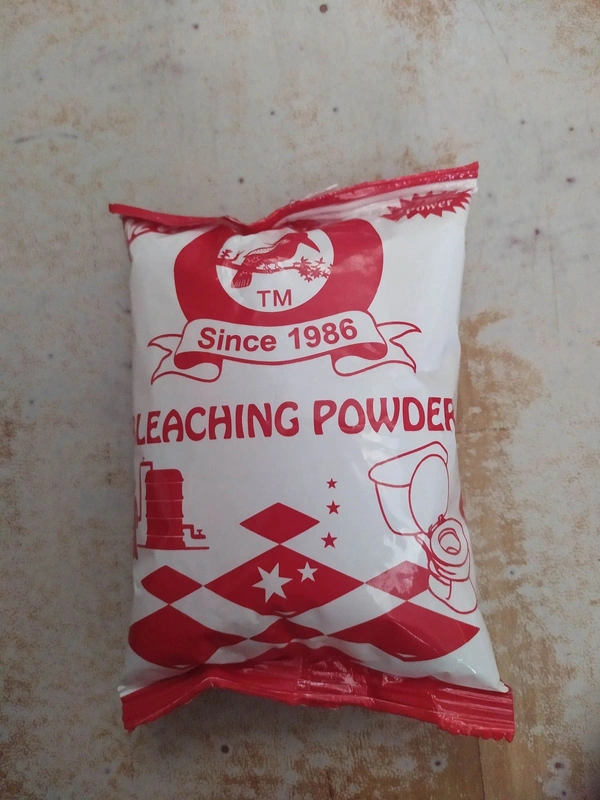 Power
TM
Since 1986
LEACHING POWDER